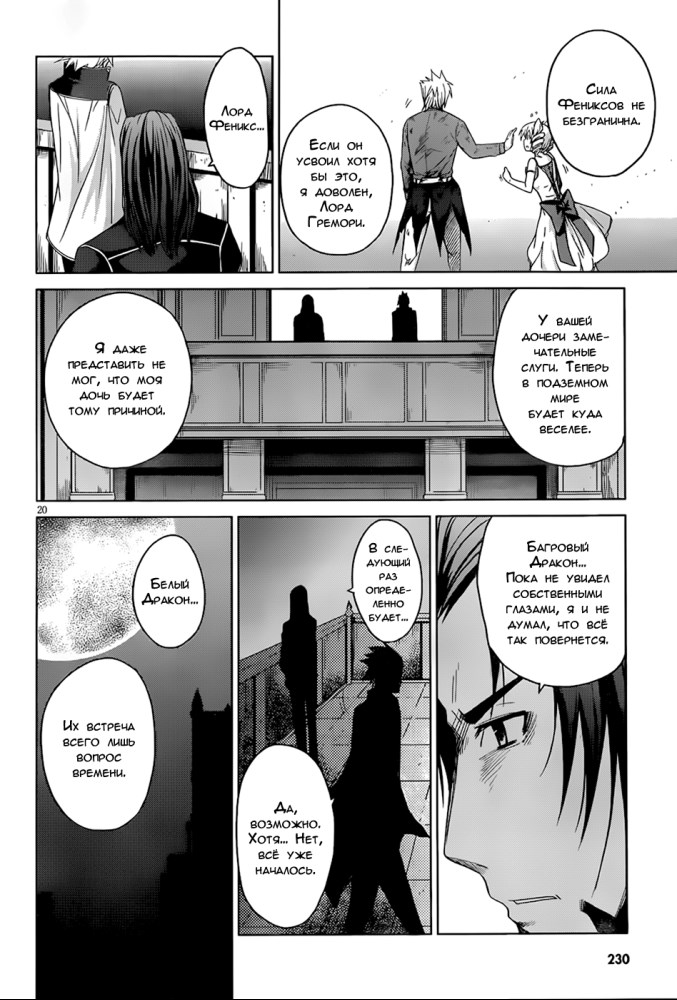 Сила
Фениксов не
безгранична.
Если он
усвоил хотя
бы это,
я доволен,
Лорд
Гремори.
Лорд
Феникс...
У вашей
дочери заме-
чательные
слуги. Теперь
в подземном
мире
будет куда
веселее.
Я даже
представить не
мог, что моя
дочь будет
тому причиной.
20
Багровый
Дракон...
Пока не увидел
собственными
глазами, я и не
думал, что всё
так повернется.
В сле-
дующий
раз
опреде-
ленно
будет...
Да,
возможно.
Хотя... Нет,
всё уже
началось.
Белый
Дракон...
Их встреча
всего лишь
вопрос
времени.
230